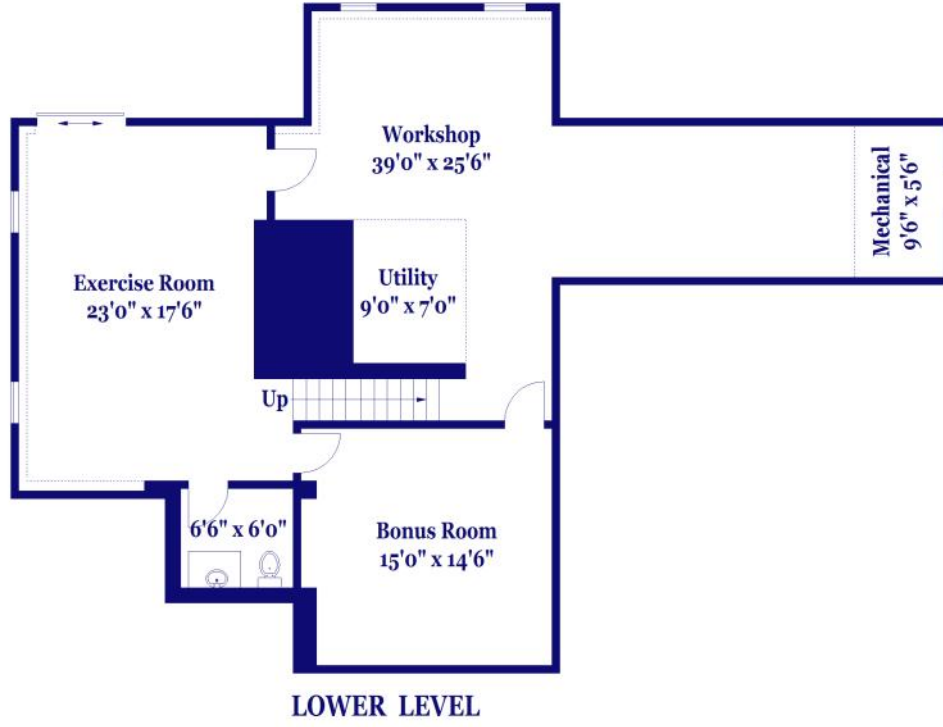 Workshop
39'0" x 25'6"
Mechanical
9'6" x 5'6"
Exercise Room
23'0" x 17'6"
Utility
9'0" x 7'0"
Up
6'6" x 6'0"
Bonus Room
15'0" x 14'6"
LOWER LEVEL